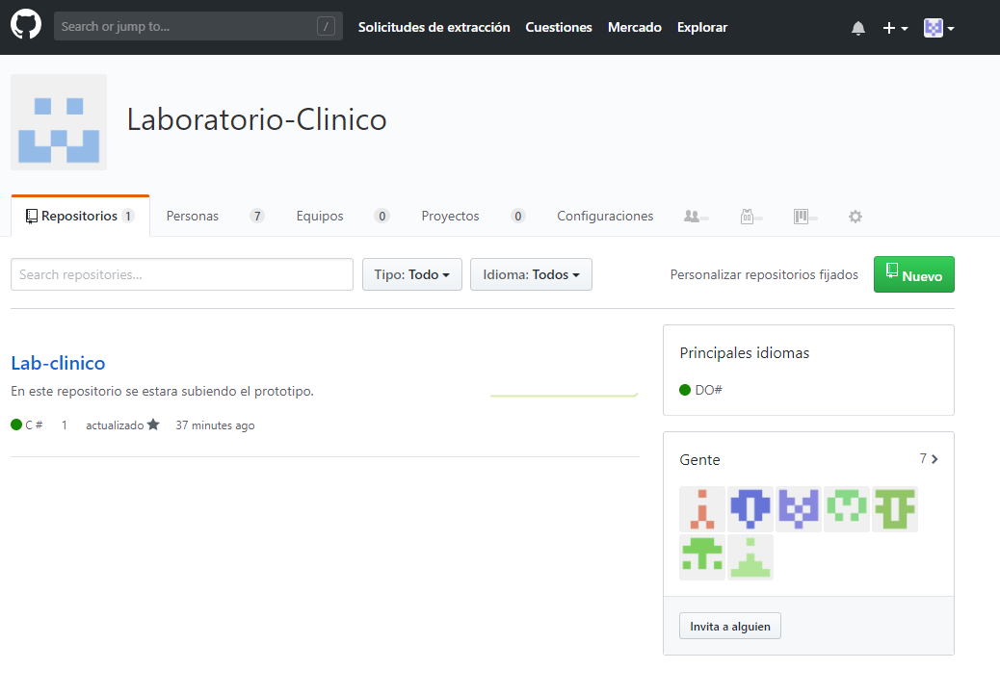 Search or jump to... / Solicitudes de extracción Cuestiones Mercado Explorar
Laboratorio-Clinico
Repositorios 1 Personas 7 Equipos 0 Proyectos 0 Configuraciones
Search repositories... Tipo: Todo Idioma: Todos Personalizar repositorios fijados Nuevo
Lab-clinico
En este repositorio se estara subiendo el prototipo.
C # 1 actualizado 37 minutes ago
Principales idiomas
DO#
Gente 7
Invita a alguien